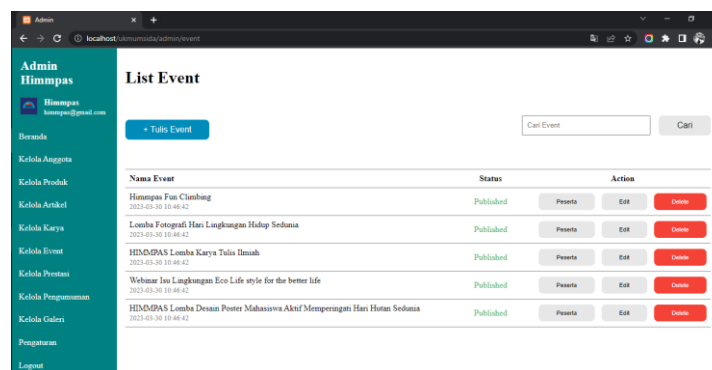 Admin
localhost/ukmumsida/admin/event
Admin
Himmpas
Himmpas
himmpas@gmail.com
Beranda
Kelola Anggota
Kelola Produk
Kelola Artikel
Kelola Karya
Kelola Event
Kelola Prestasi
Kelola Pengumuman
Kelola Galeri
Pengaturan
Logout
List Event
+ Tulis Event
Cari Event
Cari
Nama Event Status Action
Himmpas Fun Climbing
2023-03-30 10:46:42
Published Peserta Edit Delete
Lomba Fotografi Hari Lingkungan Hidup Sedunia
2023-03-30 10:46:42
Published Peserta Edit Delete
HIMMPAS Lomba Karya Tulis Ilmiah
2023-03-30 10:46:42
Published Peserta Edit Delete
Webinar Isu Lingkungan Eco Life style for the better life
2023-03-30 10:46:42
Published Peserta Edit Delete
HIMMPAS Lomba Desain Poster Mahasiswa Aktif Memperingati Hari Hutan Sedunia
2023-03-30 10:46:42
Published Peserta Edit Delete